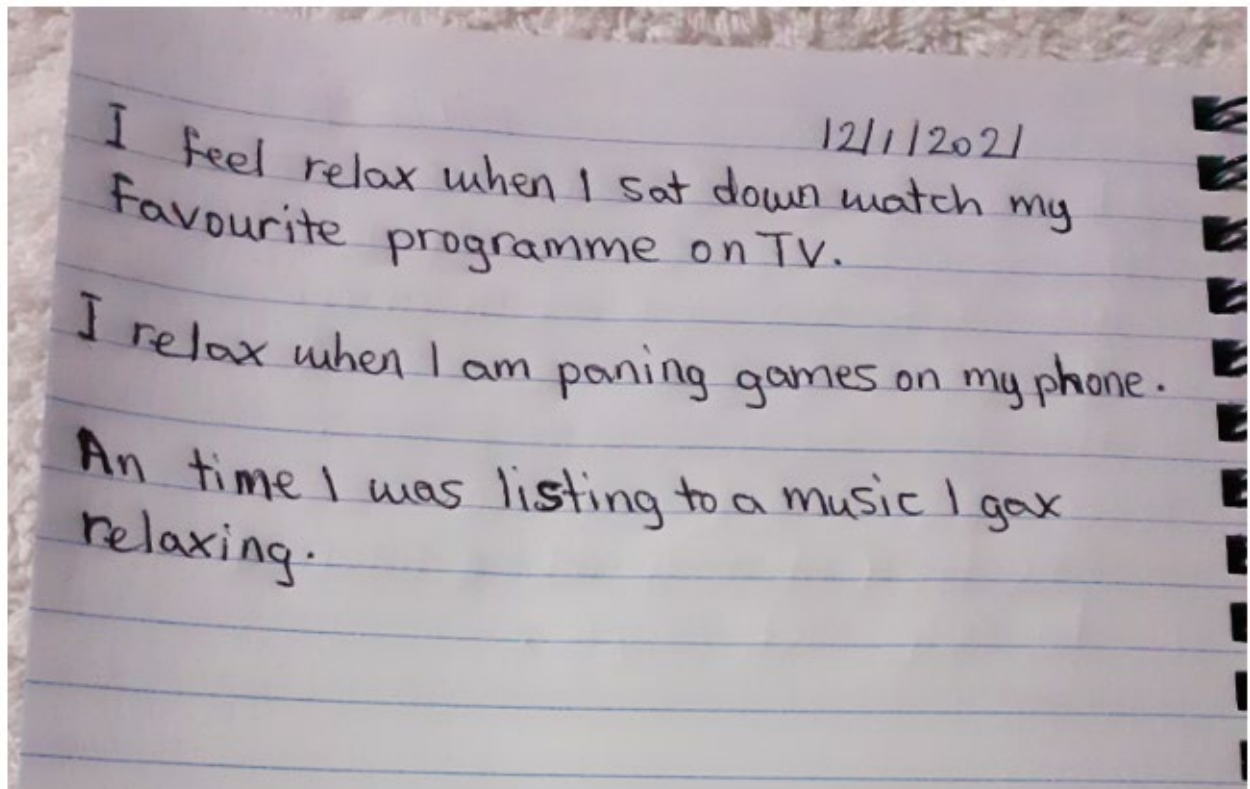 12/1/2021
I feel relax when I sat down watch my
favourite programme on TV.
I relax when I am paning games on my phone.
An time I was listing to a music I gax
relaxing.